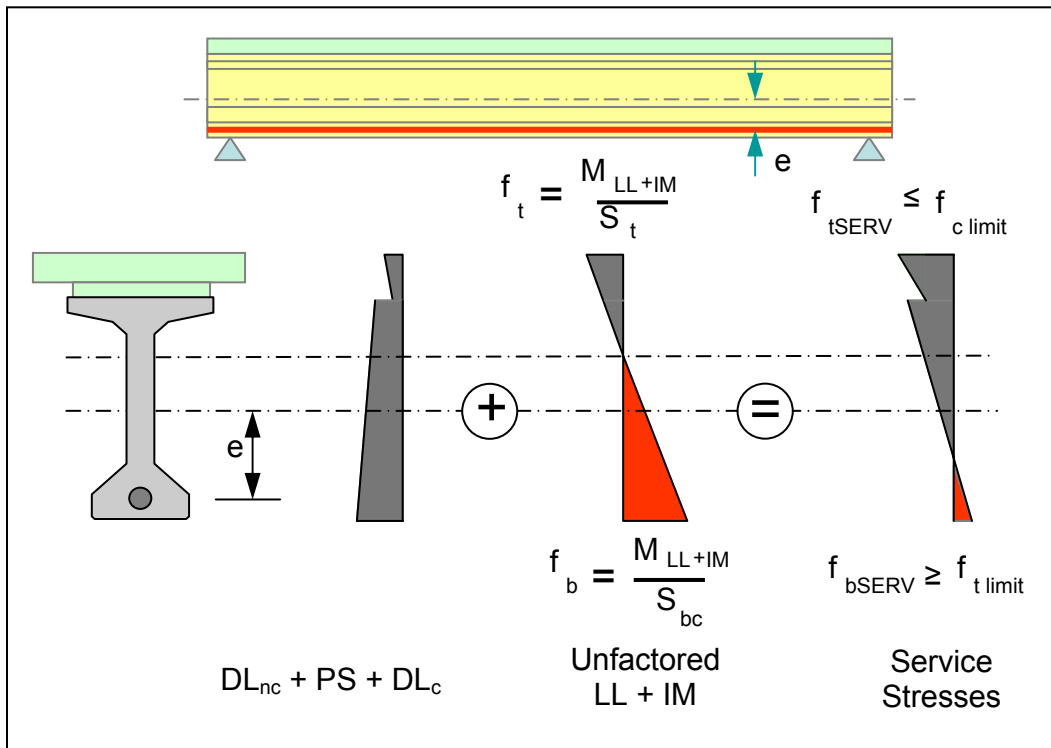 e
f t = M LL+IM / S t
f tSERV ≤ f c limit
e
+
=
f b = M LL+IM / S bc
f bSERV ≥ f t limit
DLnc + PS + DLc
Unfactored
LL + IM
Service
Stresses